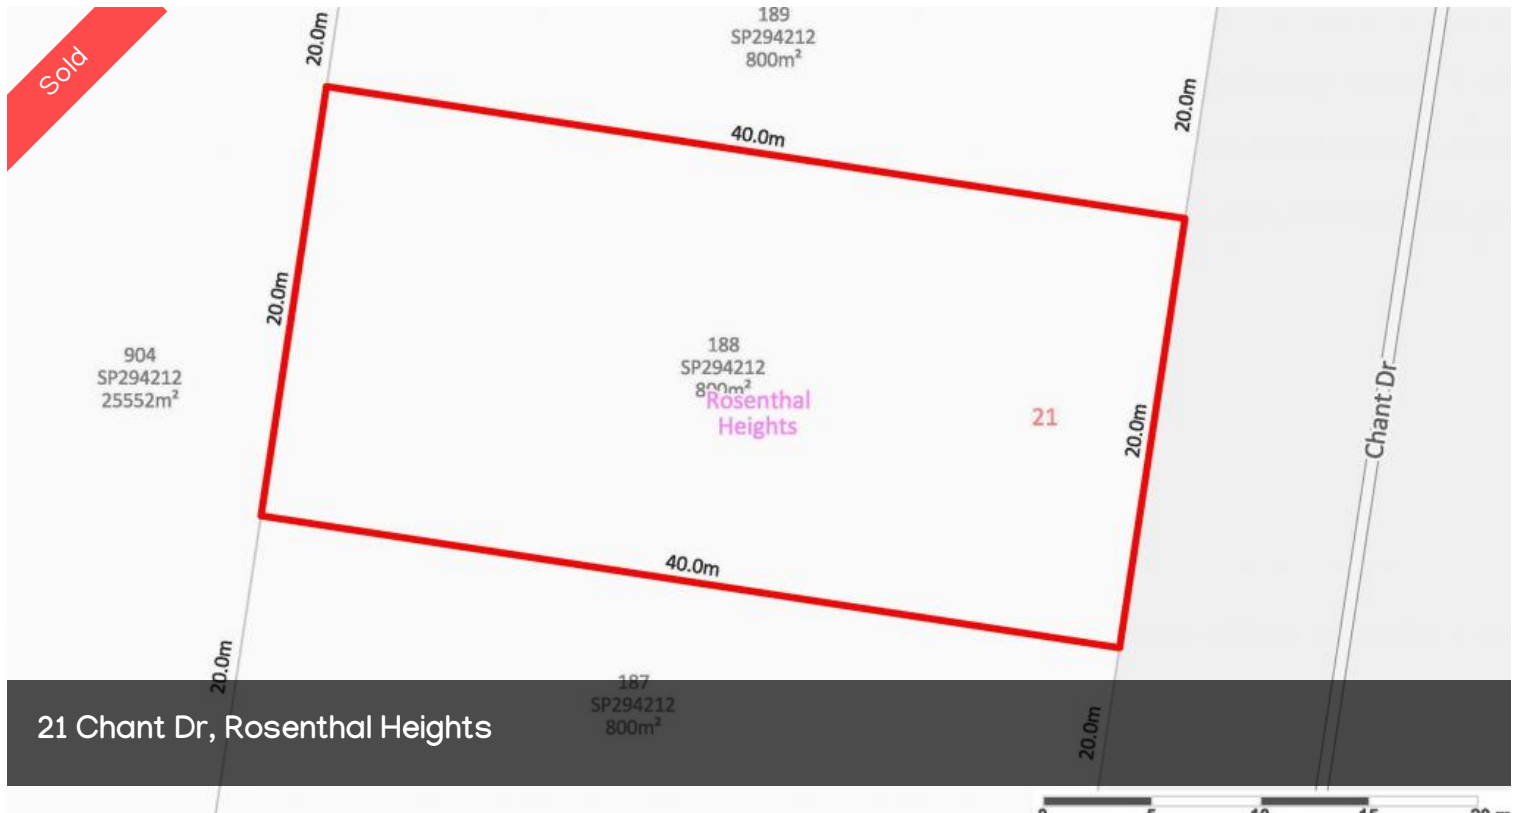 Sold
20.0m
189
SP294212
800m²
20.0m
40.0m
20.0m
904
SP294212
25552m²
188
SP294212
800m²
Rosenthal
Heights
21
20.0m
Chant Dr
40.0m
20.0m
187
SP294212
800m²
20.0m
21 Chant Dr, Rosenthal Heights